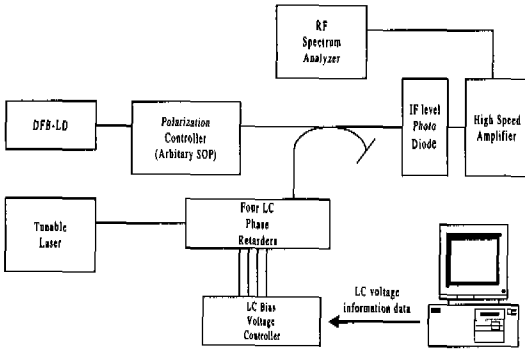 RF
Spectrum
Analyzer
DFB-LD
Polarization
Controller
(Arbitary SOP)
IF level
Photo
Diode
High Speed
Amplifier
Tunable
Laser
Four LC
Phase
Retarders
LC Bias
Voltage
Controller
LC voltage
information data